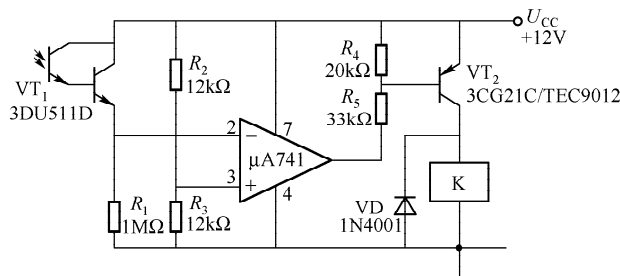 U_CC
+12V
R_2
12kΩ
R_4
20kΩ
VT_1
3DU511D
R_5
33kΩ
VT_2
3CG21C/TEC9012
2
−
7
μA741
3
+
4
R_1
1MΩ
R_3
12kΩ
VD
1N4001
K